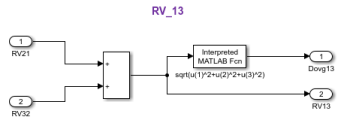 RV_13
1
RV21
2
RV32
+
+
Interpreted
MATLAB Fcn
sqrt(u(1)^2+u(2)^2+u(3)^2)
1
Dovg13
2
RV13